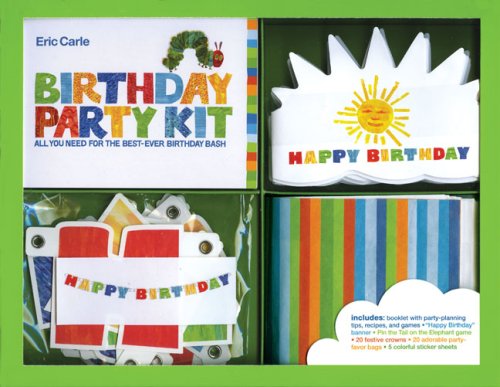 Eric Carle
BIRTHDAY
PARTY KIT
ALL YOU NEED FOR THE BEST-EVER BIRTHDAY BASH
HAPPY BIRTHDAY
HAPPY BIRTHDAY
includes: booklet with party-planning
tips, recipes, and games • "Happy Birthday"
banner • Pin the Tail on the Elephant game
• 20 festive crowns • 20 adorable party-
favor bags • 5 colorful sticker sheets